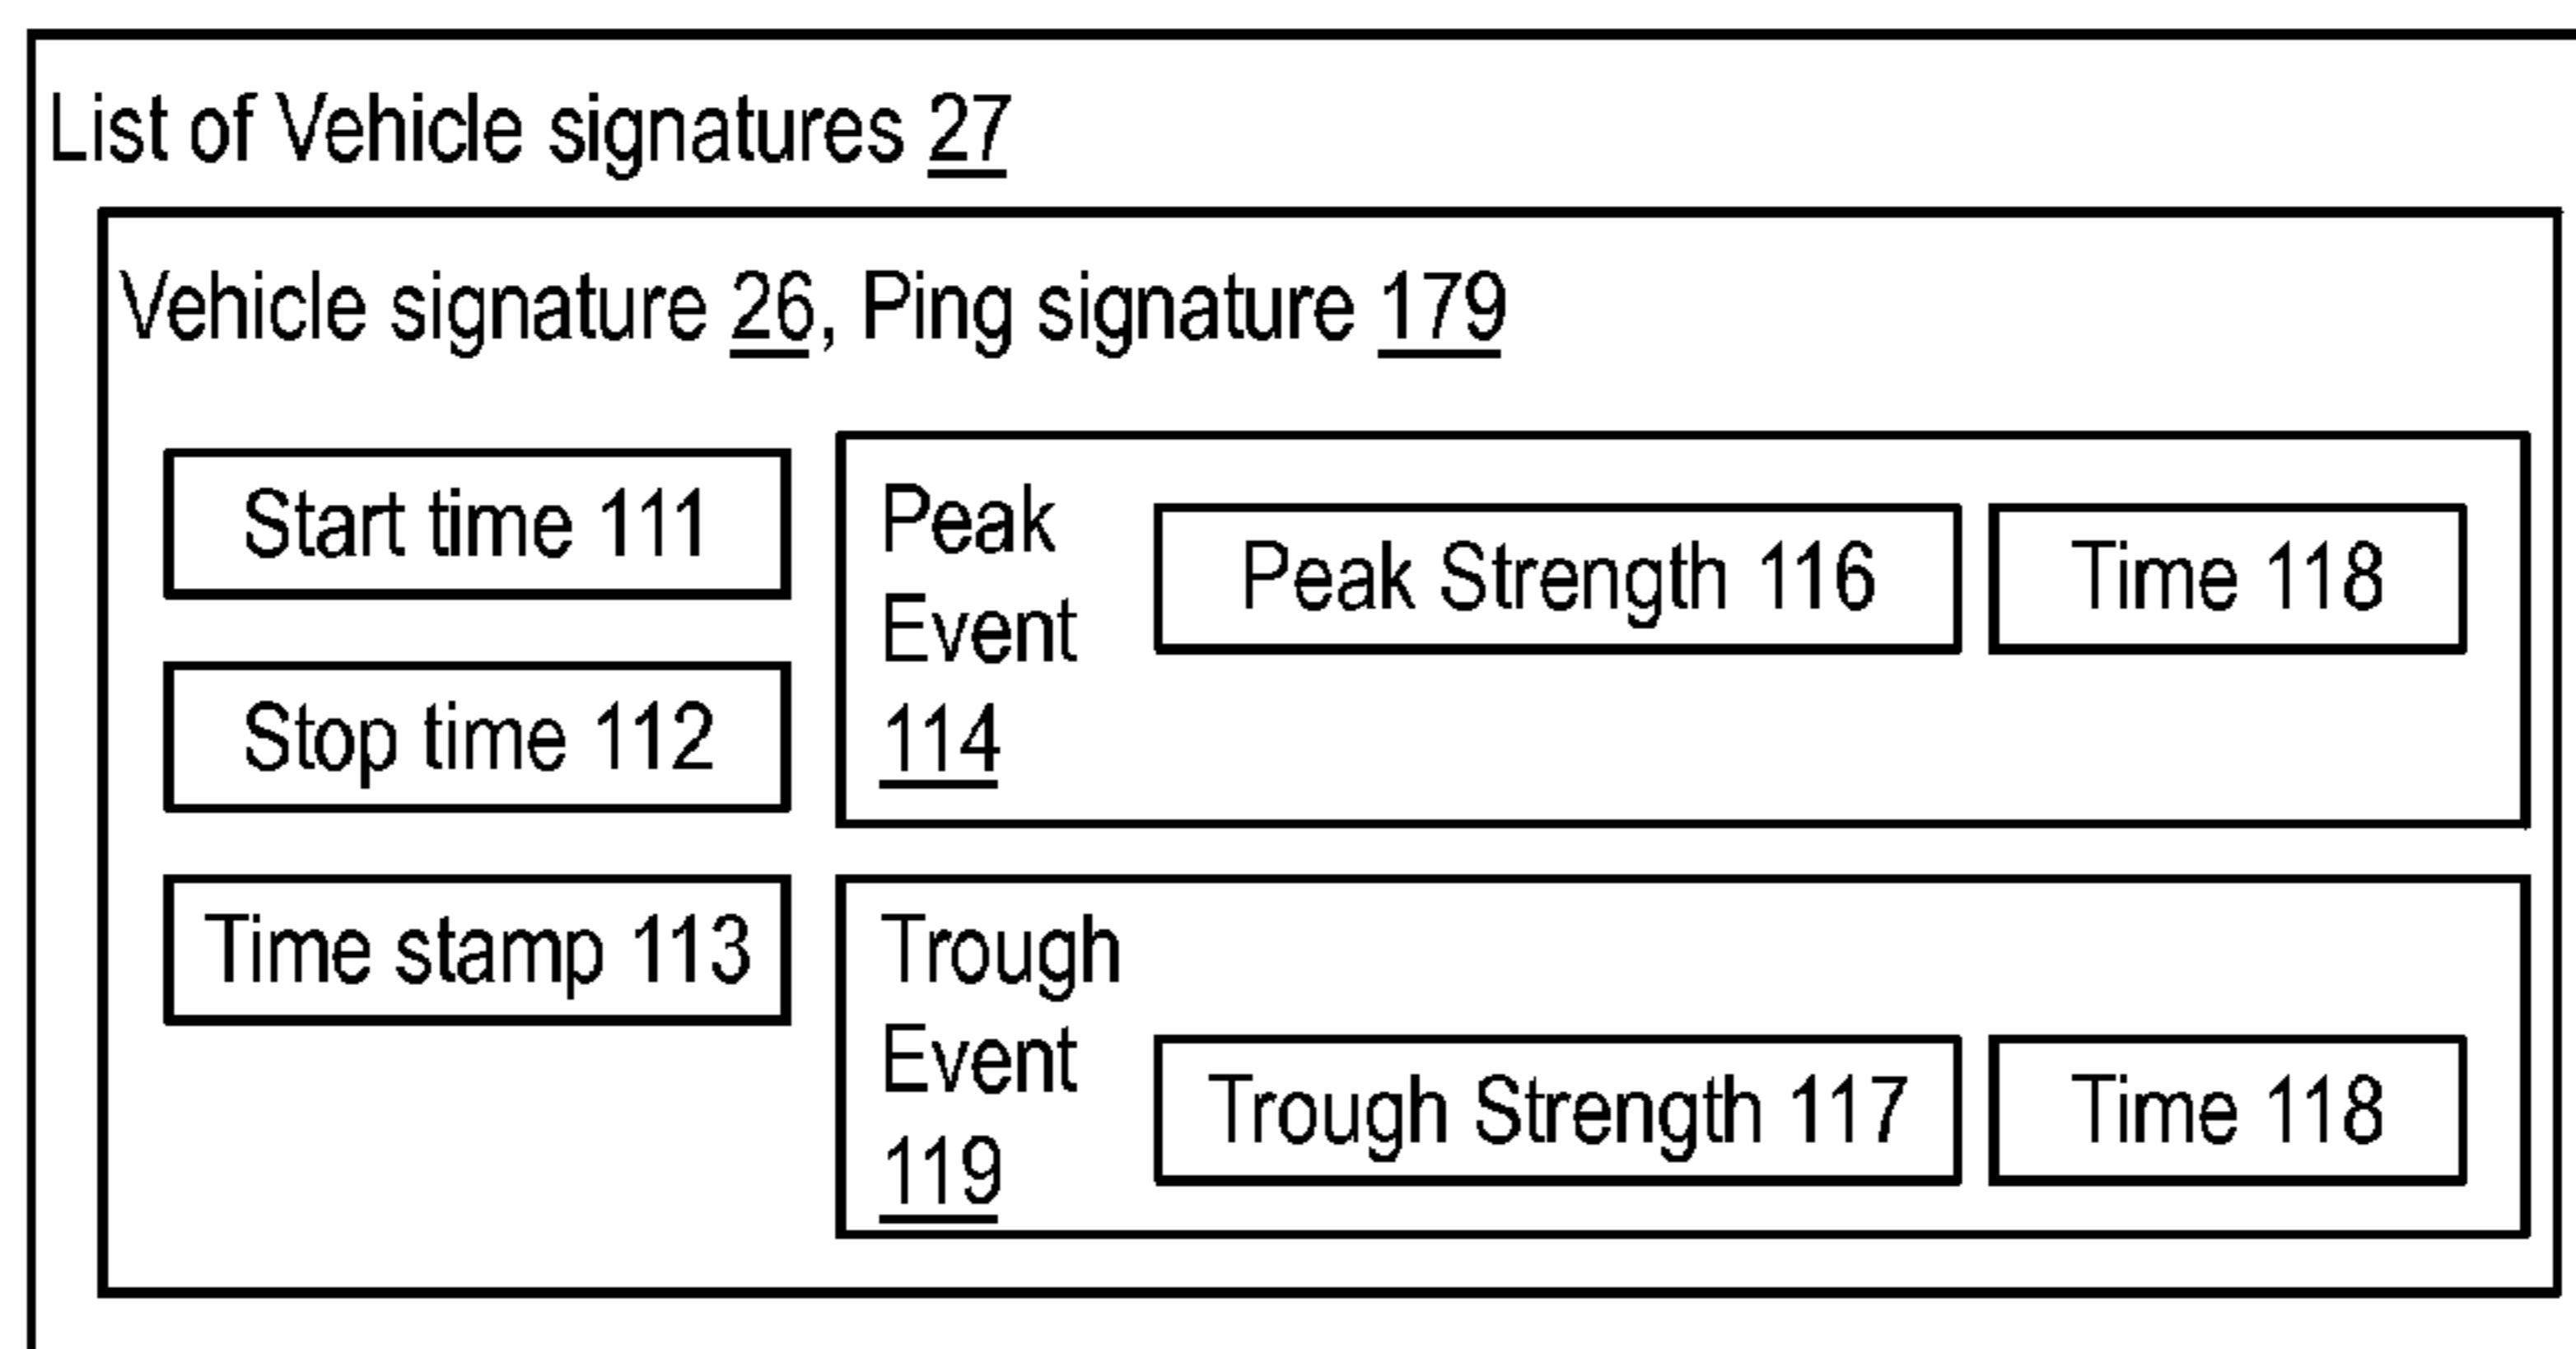 List of Vehicle signatures 27
Vehicle signature 26, Ping signature 179
Start time 111
Stop time 112
Time stamp 113
Peak
Event
114
Peak Strength 116
Time 118
Trough
Event
119
Trough Strength 117
Time 118